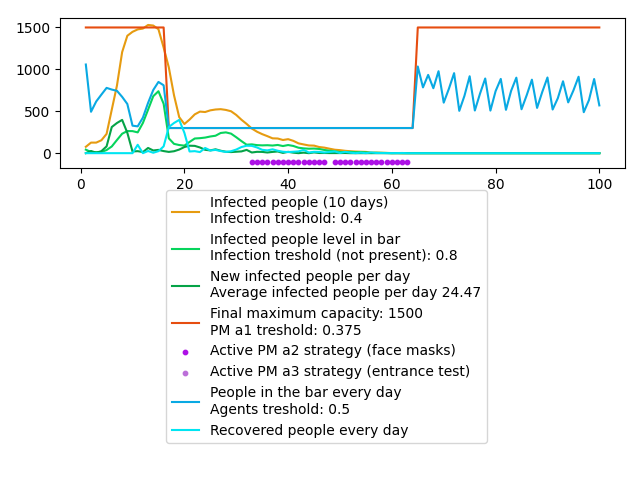 1500
1000
500
0
0
20
40
60
80
100
Infected people (10 days)
Infection treshold: 0.4
Infected people level in bar
Infection treshold (not present): 0.8
New infected people per day
Average infected people per day 24.47
Final maximum capacity: 1500
PM a1 treshold: 0.375
Active PM a2 strategy (face masks)
Active PM a3 strategy (entrance test)
People in the bar every day
Agents treshold: 0.5
Recovered people every day